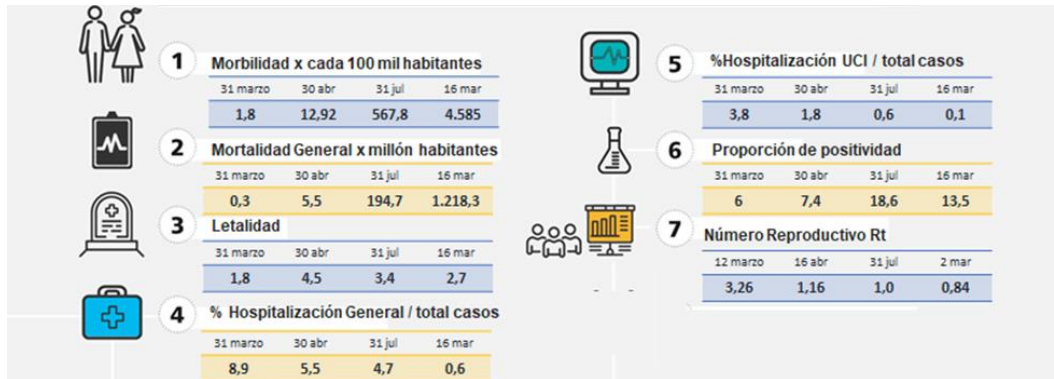 1 Morbilidad x cada 100 mil habitantes
31 marzo 30 abr 31 jul 16 mar
1,8 12,92 567,8 4.585
2 Mortalidad General x millón habitantes
31 marzo 30 abr 31 jul 16 mar
0,3 5,5 194,7 1.218,3
3 Letalidad
31 marzo 30 abr 31 jul 16 mar
1,8 4,5 3,4 2,7
4 % Hospitalización General / total casos
31 marzo 30 abr 31 jul 16 mar
8,9 5,5 4,7 0,6
5 %Hospitalización UCI / total casos
31 marzo 30 abr 31 jul 16 mar
3,8 1,8 0,6 0,1
6 Proporción de positividad
31 marzo 30 abr 31 jul 16 mar
6 7,4 18,6 13,5
7 Número Reproductivo Rt
12 marzo 16 abr 31 jul 2 mar
3,26 1,16 1,0 0,84